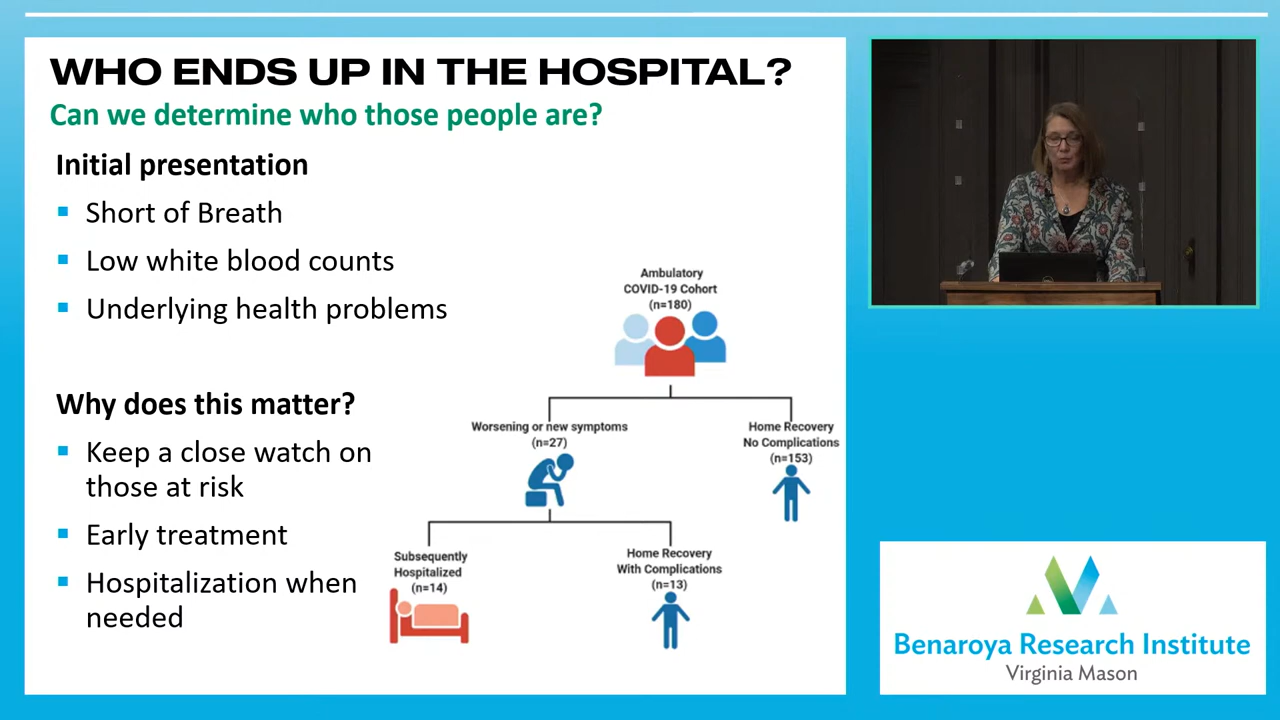 WHO ENDS UP IN THE HOSPITAL?
Can we determine who those people are?
Initial presentation
Short of Breath
Low white blood counts
Underlying health problems
Why does this matter?
Keep a close watch on
those at risk
Early treatment
Hospitalization when
needed
Ambulatory
COVID-19 Cohort
(n=180)
Worsening or new symptoms
(n=27)
Home Recovery
No Complications
(n=153)
Subsequently
Hospitalized
(n=14)
Home Recovery
With Complications
(n=13)
Benaroya Research Institute
Virginia Mason